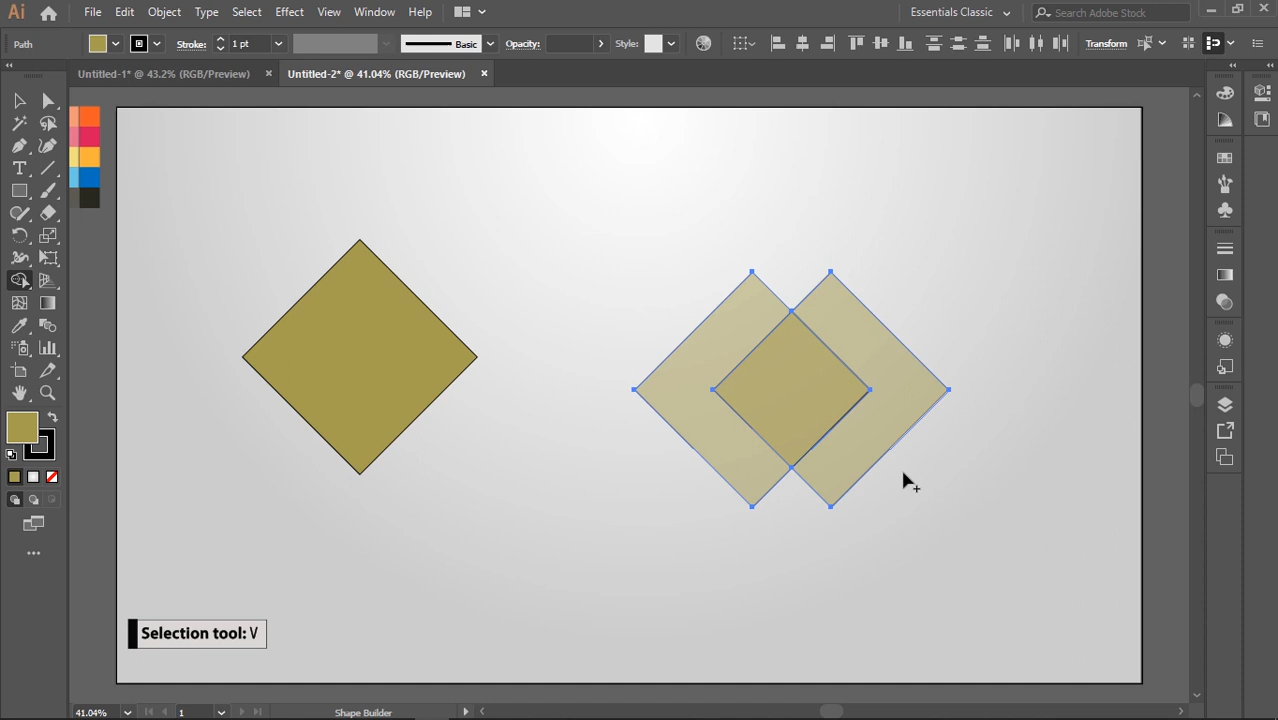 Ai File Edit Object Type Select Effect View Window Help Essentials Classic Search Adobe Stock
Path Stroke: 1 pt Basic Opacity: Style: Transform
Untitled-1* @ 43.2% (RGB/Preview) × Untitled-2* @ 41.04% (RGB/Preview) ×
Selection tool: V
41.04% 1 Shape Builder